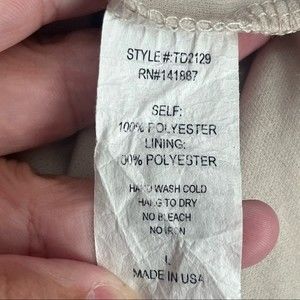 STYLE#:TD2129
RN#141887
SELF:
100% POLYESTER
LINING:
100% POLYESTER
HAND WASH COLD
HANG TO DRY
NO BLEACH
NO IRON
L
MADE IN USA